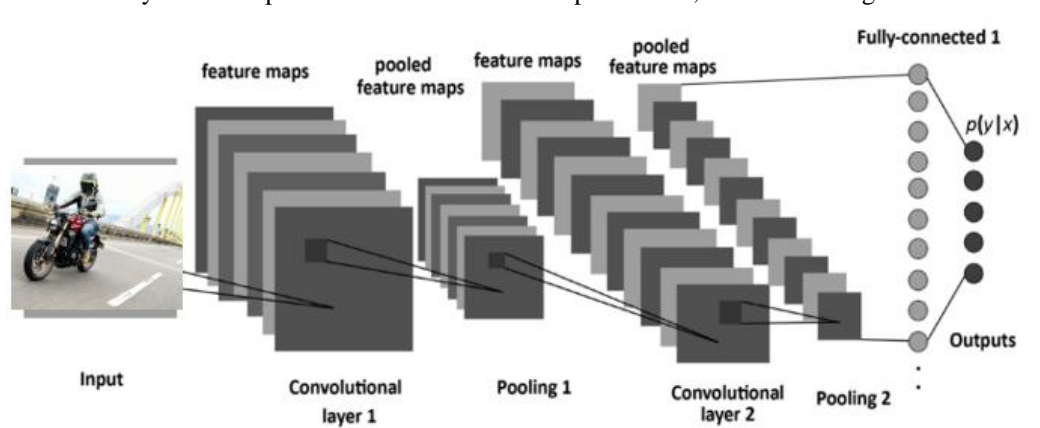 Fully-connected 1
pooled
feature maps
feature maps
pooled
feature maps
feature maps
p(y|x)
Outputs
Input
Convolutional
layer 1
Pooling 1
Convolutional
layer 2
Pooling 2